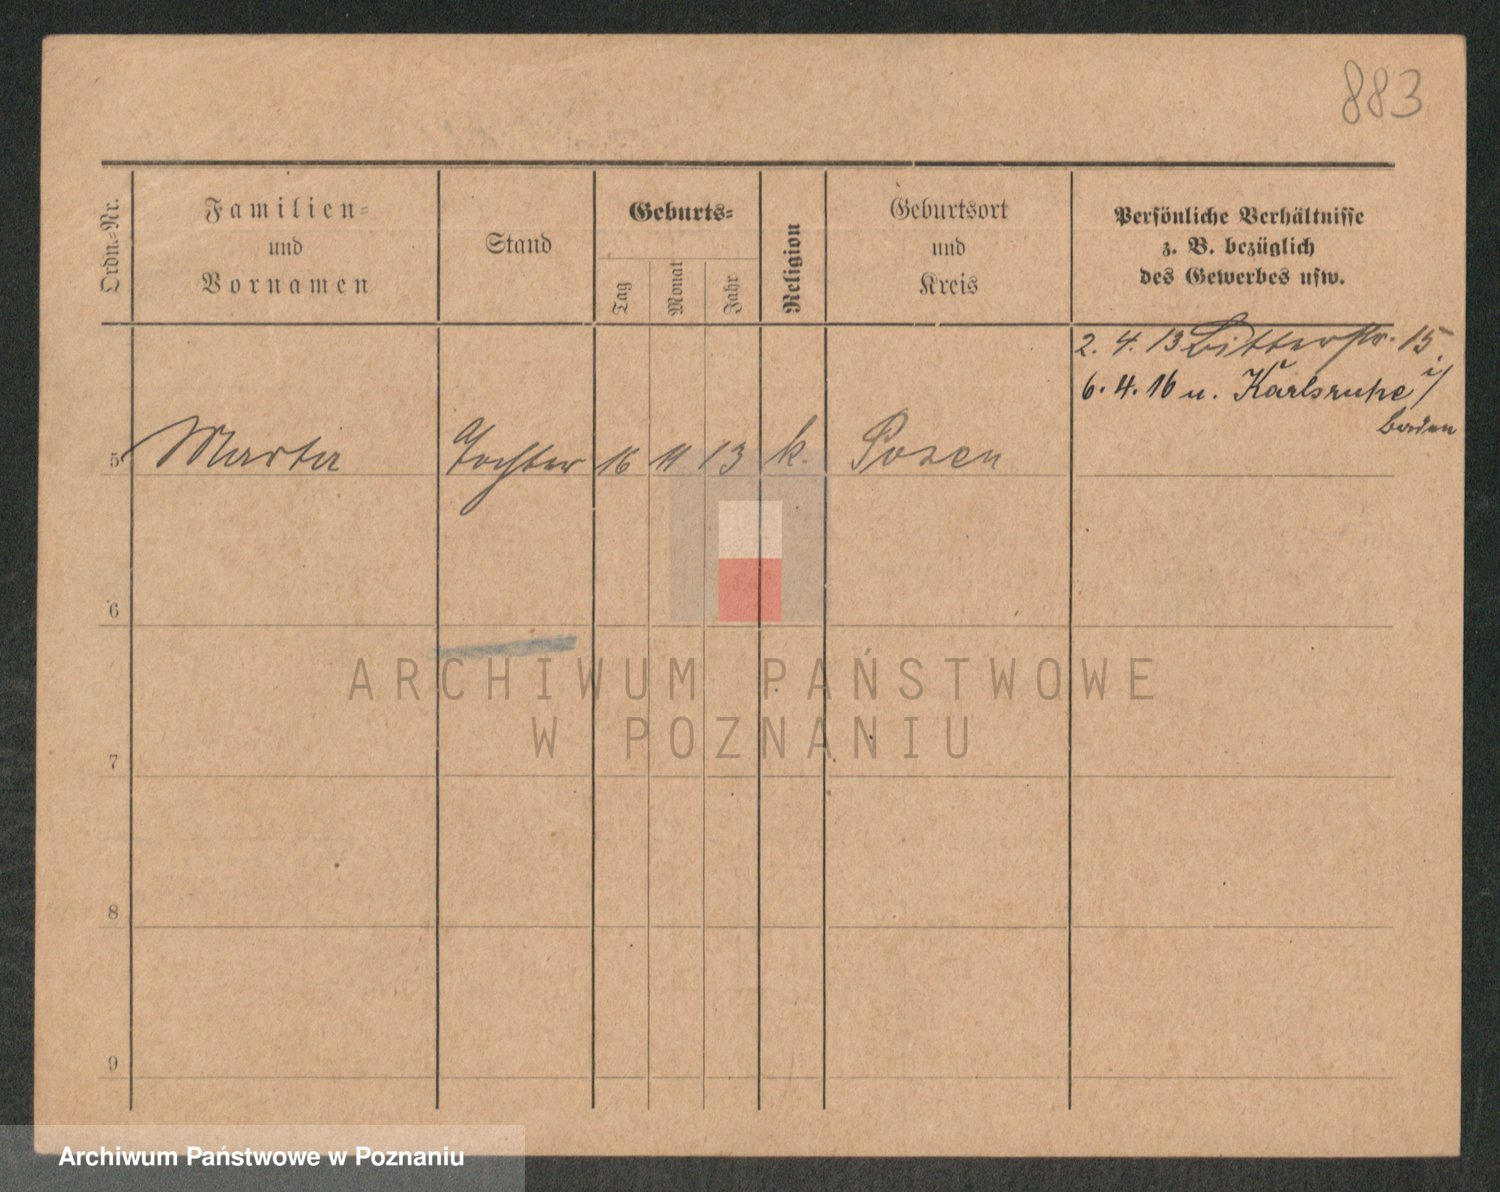 883
Ordn.-Nr.
Familien-
und
Vornamen
Stand
Geburts-
Tag
Monat
Jahr
Religion
Geburtsort
und
Kreis
Persönliche Verhältnisse
z. B. bezüglich
des Gewerbes usw.
2. 4. 13 Bitterstr. 15
6. 4. 16 u. Karlsruhe i/
Baden
5 Marta Tochter 16 11 13 k. Posen
6
ARCHIWUM PAŃSTWOWE
W POZNANIU
7
8
9
Archiwum Państwowe w Poznaniu